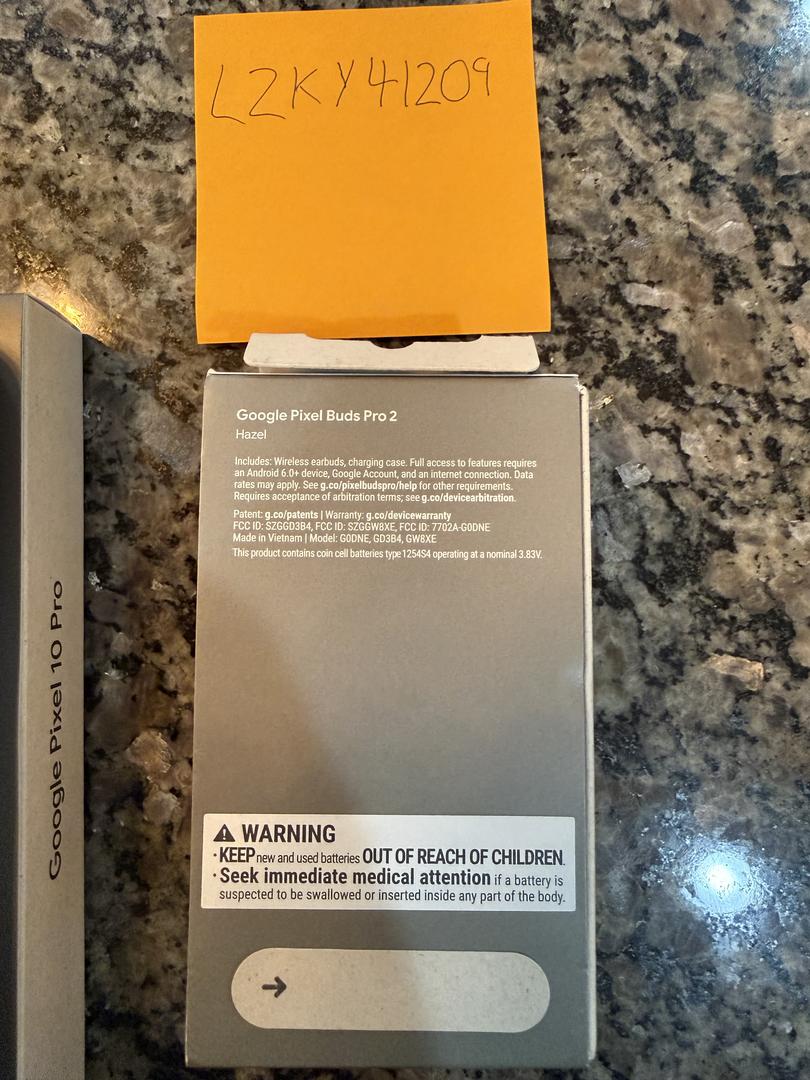 LZKY41209
Google Pixel Buds Pro 2
Hazel
Includes: Wireless earbuds, charging case. Full access to features requires
an Android 6.0+ device, Google Account, and an internet connection. Data
rates may apply. See g.co/pixelbudspro/help for other requirements.
Requires acceptance of arbitration terms; see g.co/devicearbitration.
Patent: g.co/patents | Warranty: g.co/devicewarranty
FCC ID: SZGGD3B4, FCC ID: SZGGW8XE, FCC ID: 7702A-G0DNE
Made in Vietnam | Model: G0DNE, GD3B4, GW8XE
This product contains coin cell batteries type 1254S4 operating at a nominal 3.83V.
Google Pixel 10 Pro
WARNING
·KEEP new and used batteries OUT OF REACH OF CHILDREN.
·Seek immediate medical attention if a battery is
suspected to be swallowed or inserted inside any part of the body.